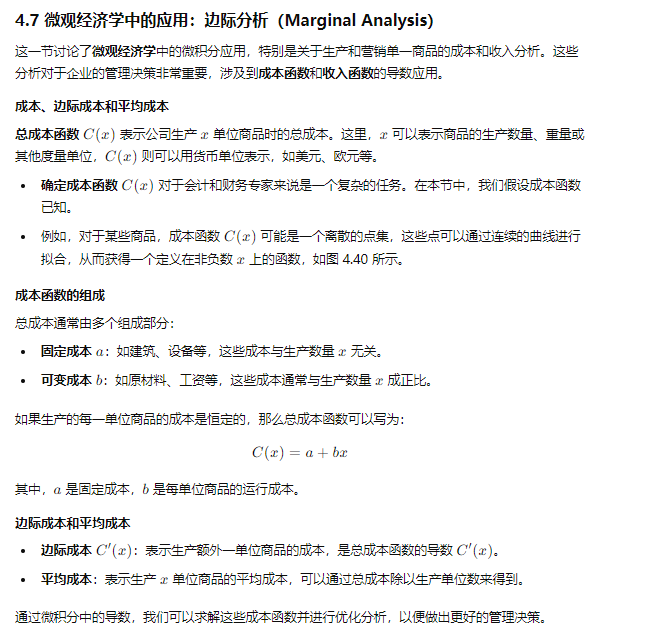 4.7 微观经济学中的应用：边际分析（Marginal Analysis）
这一节讨论了微观经济学中的微积分应用，特别是关于生产和营销单一商品的成本和收入分析。这些
分析对于企业的管理决策非常重要，涉及到成本函数和收入函数的导数应用。
成本、边际成本和平均成本
总成本函数 C(x) 表示公司生产 x 单位商品时的总成本。这里，x 可以表示商品的生产数量、重量或
其他度量单位，C(x) 则可以用货币单位表示，如美元、欧元等。
• 确定成本函数 C(x) 对于会计和财务专家来说是一个复杂的任务。在本节中，我们假设成本函数
已知。
• 例如，对于某些商品，成本函数 C(x) 可能是一个离散的点集，这些点可以通过连续的曲线进行
拟合，从而获得一个定义在非负数 x 上的函数，如图 4.40 所示。
成本函数的组成
总成本通常由多个组成部分：
• 固定成本 a：如建筑、设备等，这些成本与生产数量 x 无关。
• 可变成本 b：如原材料、工资等，这些成本通常与生产数量 x 成正比。
如果生产的每一单位商品的成本是恒定的，那么总成本函数可以写为：
C(x) = a + bx
其中，a 是固定成本，b 是每单位商品的运行成本。
边际成本和平均成本
• 边际成本 C′(x)：表示生产额外一单位商品的成本，是总成本函数的导数 C′(x)。
• 平均成本：表示生产 x 单位商品的平均成本，可以通过总成本除以生产单位数来得到。
通过微积分中的导数，我们可以求解这些成本函数并进行优化分析，以便做出更好的管理决策。